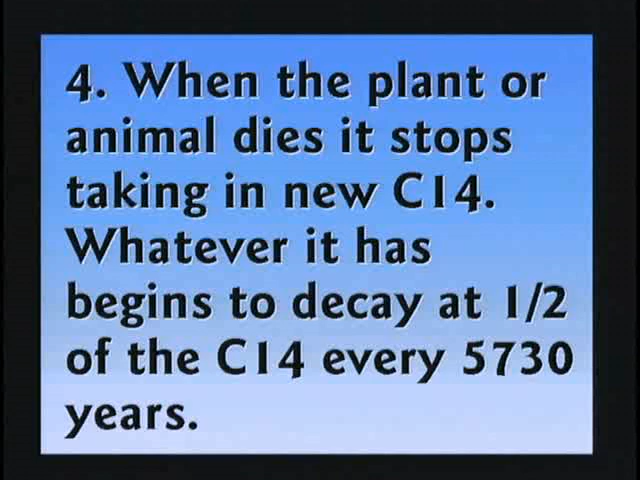 4. When the plant or
animal dies it stops
taking in new C14.
Whatever it has
begins to decay at 1/2
of the C14 every 5730
years.